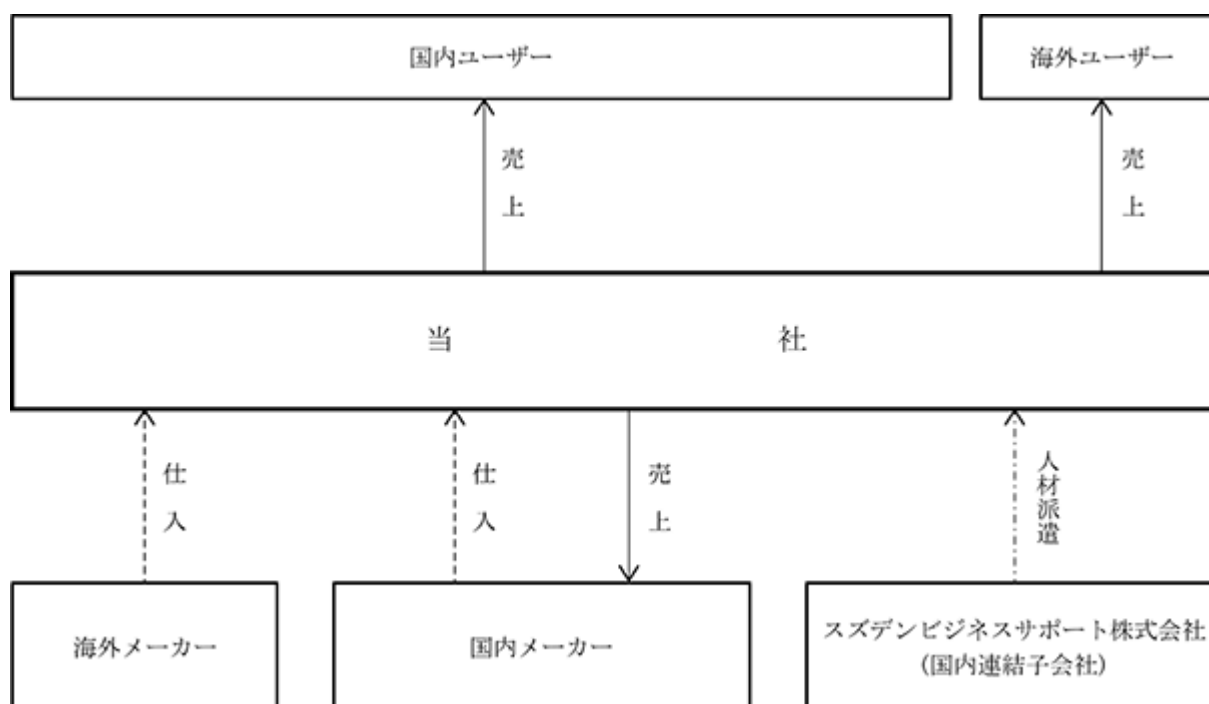 国内ユーザー
海外ユーザー
売上
売上
当社
仕入
仕入
売上
人材派遣
海外メーカー
国内メーカー
スズデンビジネスサポート株式会社
(国内連結子会社)